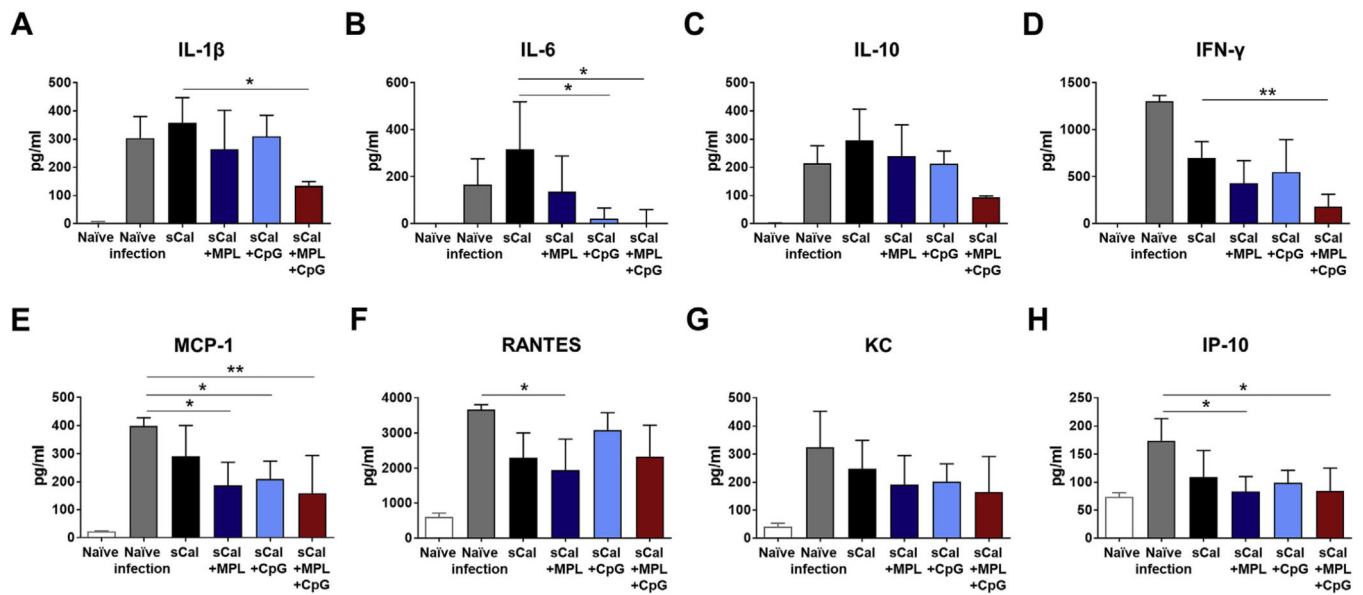 A
IL-1β
pg/ml
500
400
300
200
100
0
Naïve Naïve sCal sCal sCal sCal
infection +MPL +CpG +MPL
+CpG
*
B
IL-6
pg/ml
600
400
200
0
Naïve Naïve sCal sCal sCal sCal
infection +MPL +CpG +MPL
+CpG
*
*
C
IL-10
pg/ml
500
400
300
200
100
0
Naïve Naïve sCal sCal sCal sCal
infection +MPL +CpG +MPL
+CpG
D
IFN-γ
pg/ml
1500
1000
500
0
Naïve Naïve sCal sCal sCal sCal
infection +MPL +CpG +MPL
+CpG
**
E
MCP-1
pg/ml
500
400
300
200
100
0
Naïve Naïve sCal sCal sCal sCal
infection +MPL +CpG +MPL
+CpG
**
*
*
F
RANTES
pg/ml
4000
3000
2000
1000
0
Naïve Naïve sCal sCal sCal sCal
infection +MPL +CpG +MPL
+CpG
*
G
KC
pg/ml
500
400
300
200
100
0
Naïve Naïve sCal sCal sCal sCal
infection +MPL +CpG +MPL
+CpG
H
IP-10
pg/ml
250
200
150
100
50
0
Naïve Naïve sCal sCal sCal sCal
infection +MPL +CpG +MPL
+CpG
*
*